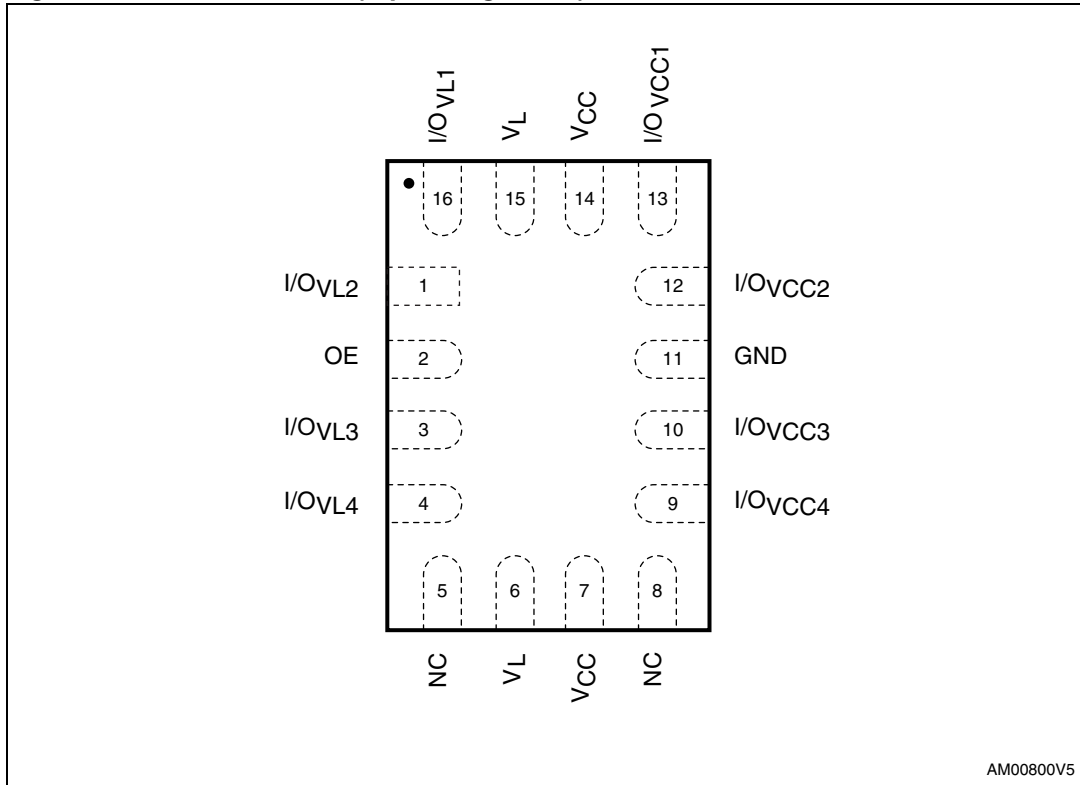 I/OVL1
VL
VCC
I/OVCC1
16
15
14
13
I/OVL2
1
12
I/OVCC2
OE
2
11
GND
I/OVL3
3
10
I/OVCC3
I/OVL4
4
9
I/OVCC4
5
6
7
8
NC
VL
VCC
NC
AM00800V5